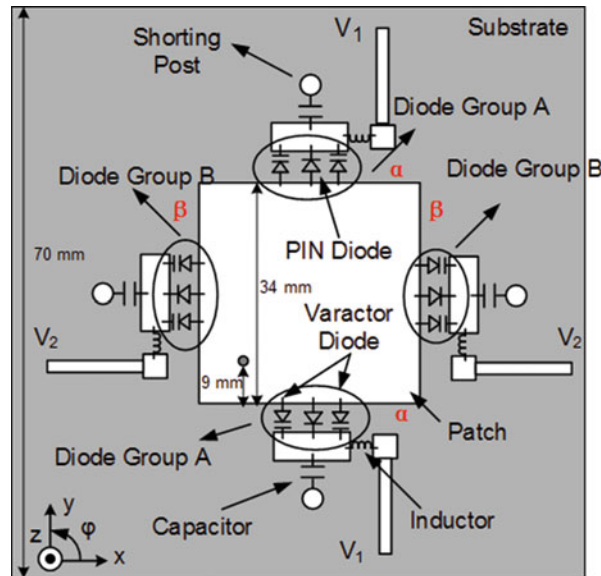 V1
Substrate
Shorting
Post
Diode Group A
Diode Group B
Diode Group B
α
β
β
PIN Diode
70 mm
34 mm
Varactor
Diode
V2
V2
9 mm
α
Patch
Diode Group A
Capacitor
Inductor
V1
y
φ
z
x